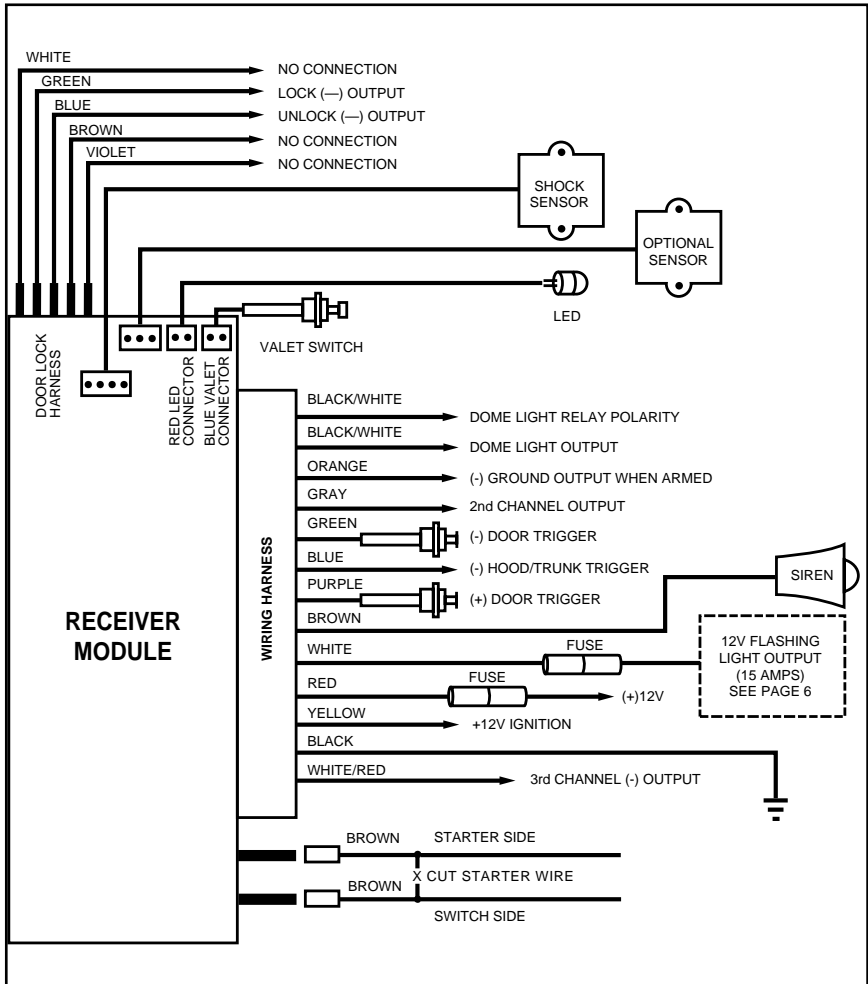 WHITE
NO CONNECTION
GREEN
LOCK (—) OUTPUT
BLUE
UNLOCK (—) OUTPUT
BROWN
NO CONNECTION
VIOLET
NO CONNECTION
SHOCK
SENSOR
OPTIONAL
SENSOR
LED
VALET SWITCH
DOOR LOCK
HARNESS
RED LED
CONNECTOR
BLUE VALET
CONNECTOR
RECEIVER
MODULE
WIRING HARNESS
BLACK/WHITE
DOME LIGHT RELAY POLARITY
BLACK/WHITE
DOME LIGHT OUTPUT
ORANGE
(-) GROUND OUTPUT WHEN ARMED
GRAY
2nd CHANNEL OUTPUT
GREEN
(-) DOOR TRIGGER
BLUE
(-) HOOD/TRUNK TRIGGER
PURPLE
(+) DOOR TRIGGER
BROWN
SIREN
WHITE
FUSE
12V FLASHING
LIGHT OUTPUT
(15 AMPS)
SEE PAGE 6
RED
FUSE
(+)12V
YELLOW
+12V IGNITION
BLACK
WHITE/RED
3rd CHANNEL (-) OUTPUT
BROWN
STARTER SIDE
X CUT STARTER WIRE
BROWN
SWITCH SIDE